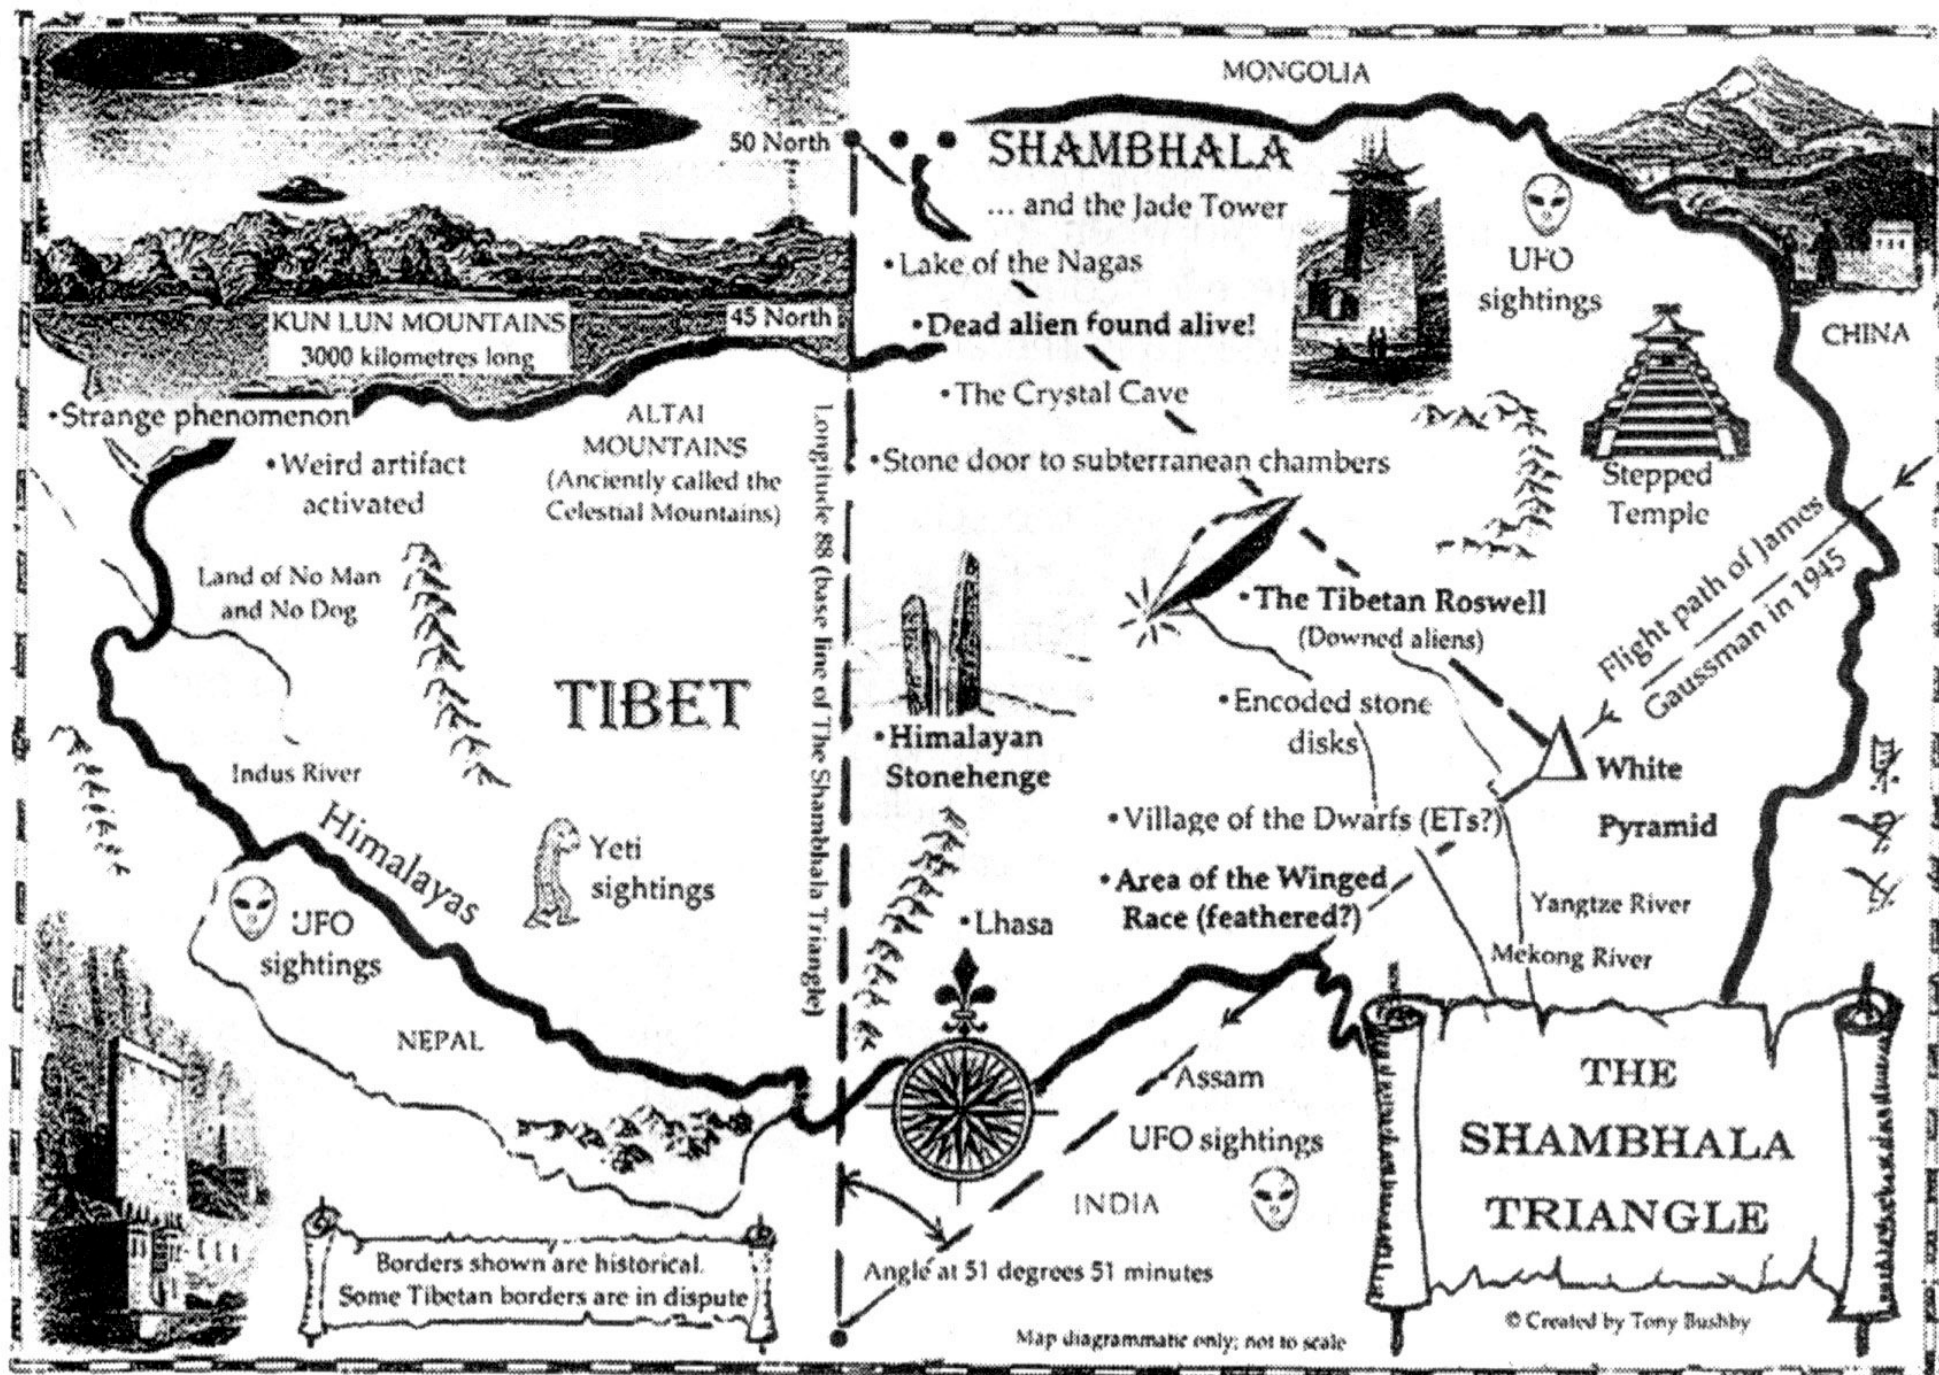 MONGOLIA
50 North
SHAMBHALA
... and the Jade Tower
•Lake of the Nagas
UFO
sightings
KUN LUN MOUNTAINS
3000 kilometres long
45 North
•Dead alien found alive!
CHINA
•The Crystal Cave
•Strange phenomenon
ALTAI
MOUNTAINS
(Anciently called the
Celestial Mountains)
•Weird artifact
activated
•Stone door to subterranean chambers
Stepped
Temple
Longitude 88 (base line of The Shambhala Triangle)
Land of No Man
and No Dog
•The Tibetan Roswell
(Downed aliens)
Flight path of James
Gaussman in 1945
TIBET
•Encoded stone
disks
•Himalayan
Stonehenge
White
Pyramid
Indus River
Himalayas
Yeti
sightings
•Village of the Dwarfs (ETs?)
•Area of the Winged
Race (feathered?)
Yangtze River
Mekong River
•Lhasa
UFO
sightings
NEPAL
•Assam
UFO sightings
INDIA
THE
SHAMBHALA
TRIANGLE
Borders shown are historical.
Some Tibetan borders are in dispute
Angle at 51 degrees 51 minutes
Map diagrammatic only; not to scale
© Created by Tony Bushby